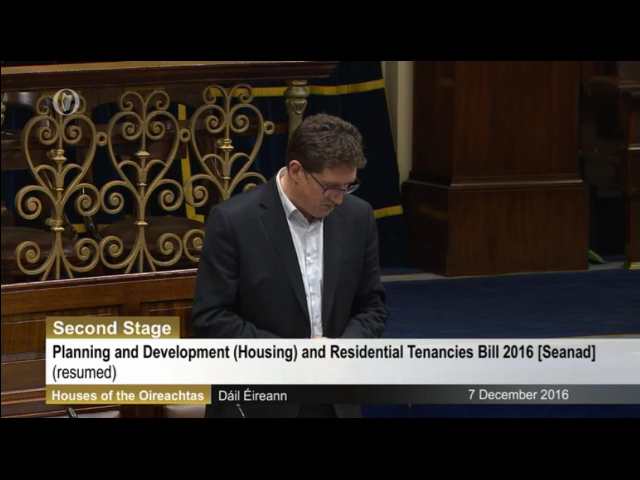 Second Stage
Planning and Development (Housing) and Residential Tenancies Bill 2016 [Seanad]
(resumed)
Houses of the Oireachtas Dáil Éireann 7 December 2016